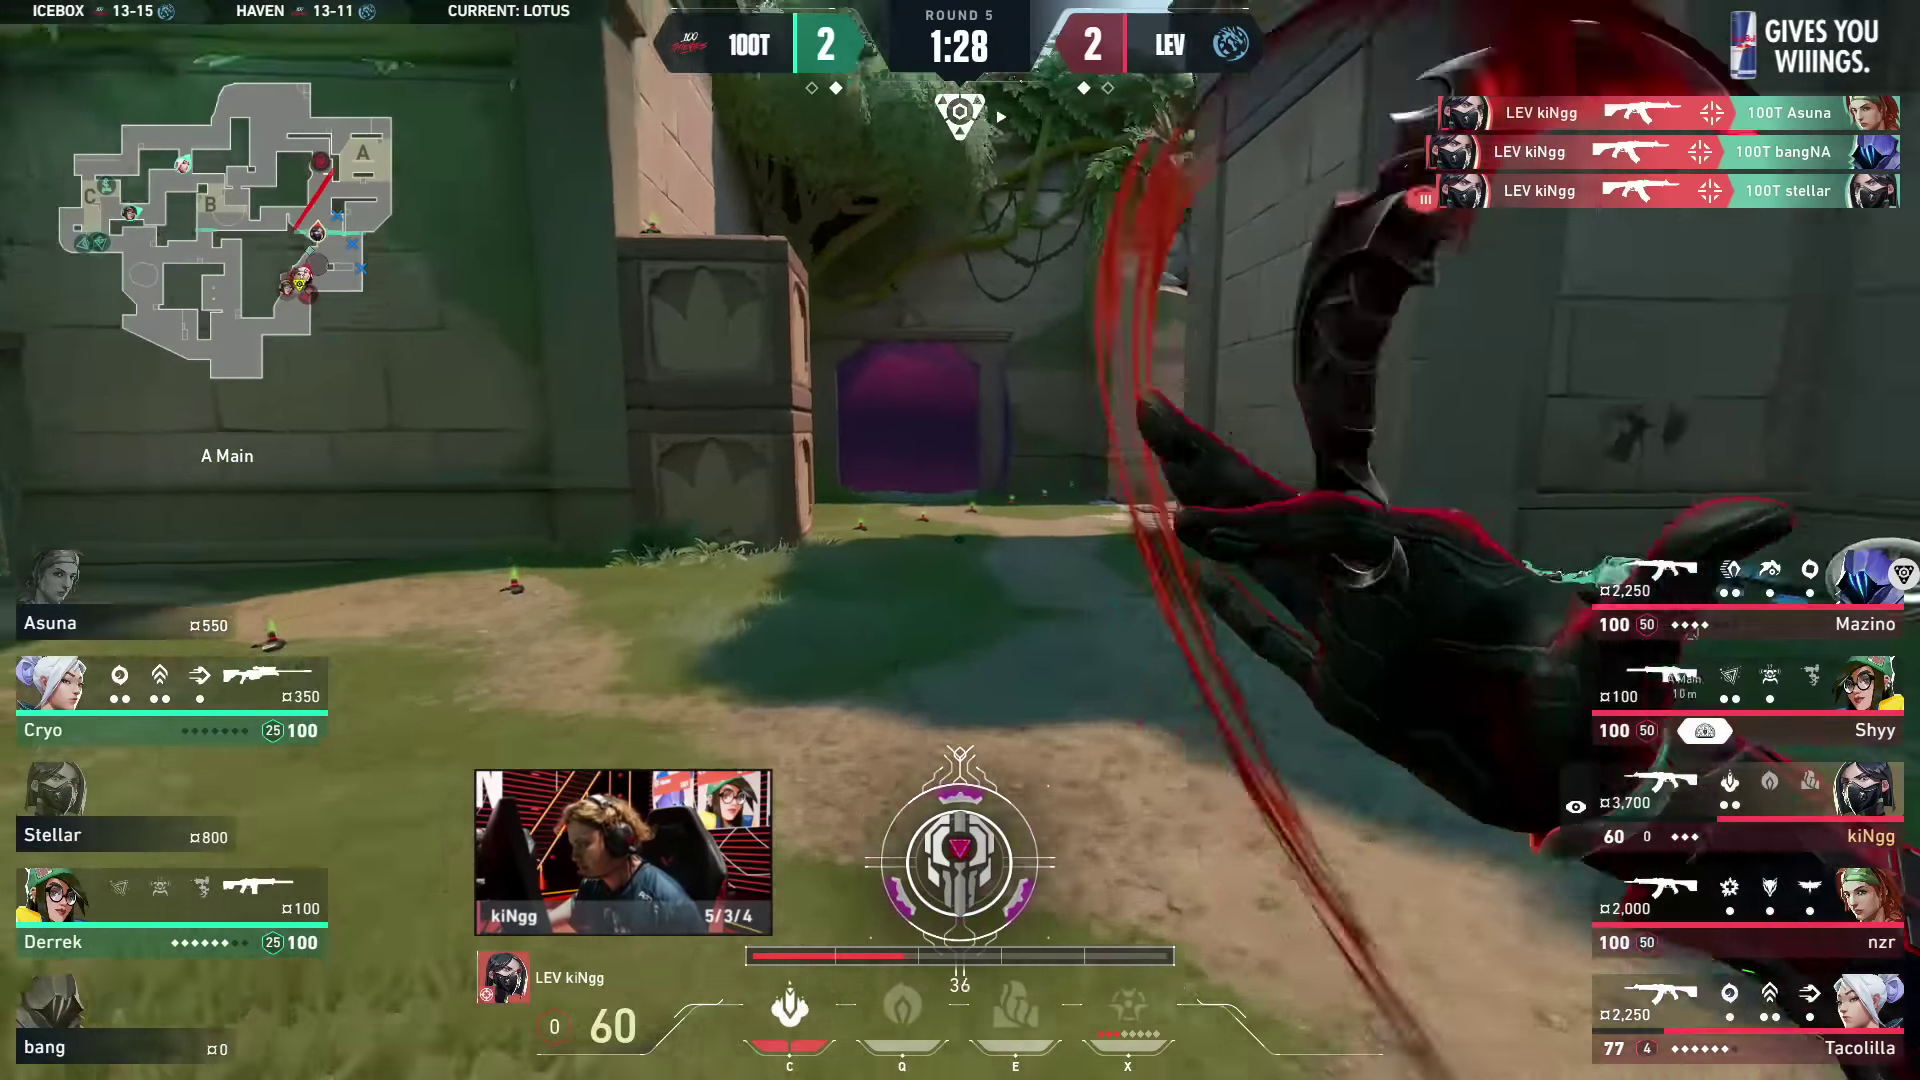 ICEBOX 13-15 HAVEN 13-11 CURRENT: LOTUS
100T 2 ROUND 5 1:28 2 LEV
GIVES YOU
WIIINGS.
LEV kiNgg 100T Asuna
LEV kiNgg 100T bangNA
III LEV kiNgg 100T stellar
A
B
C
A Main
Asuna ¤550
¤350
Cryo 25 100
Stellar ¤800
¤100
Derrek 25 100
bang ¤0
¤2,250
100 50 Mazino
A Main
10 m
¤100
100 50 Shyy
¤3,700
60 0 kiNgg
¤2,000
100 50 nzr
¤2,250
77 4 Tacolilla
kiNgg 5/3/4
LEV kiNgg
0 60
36
C Q E X